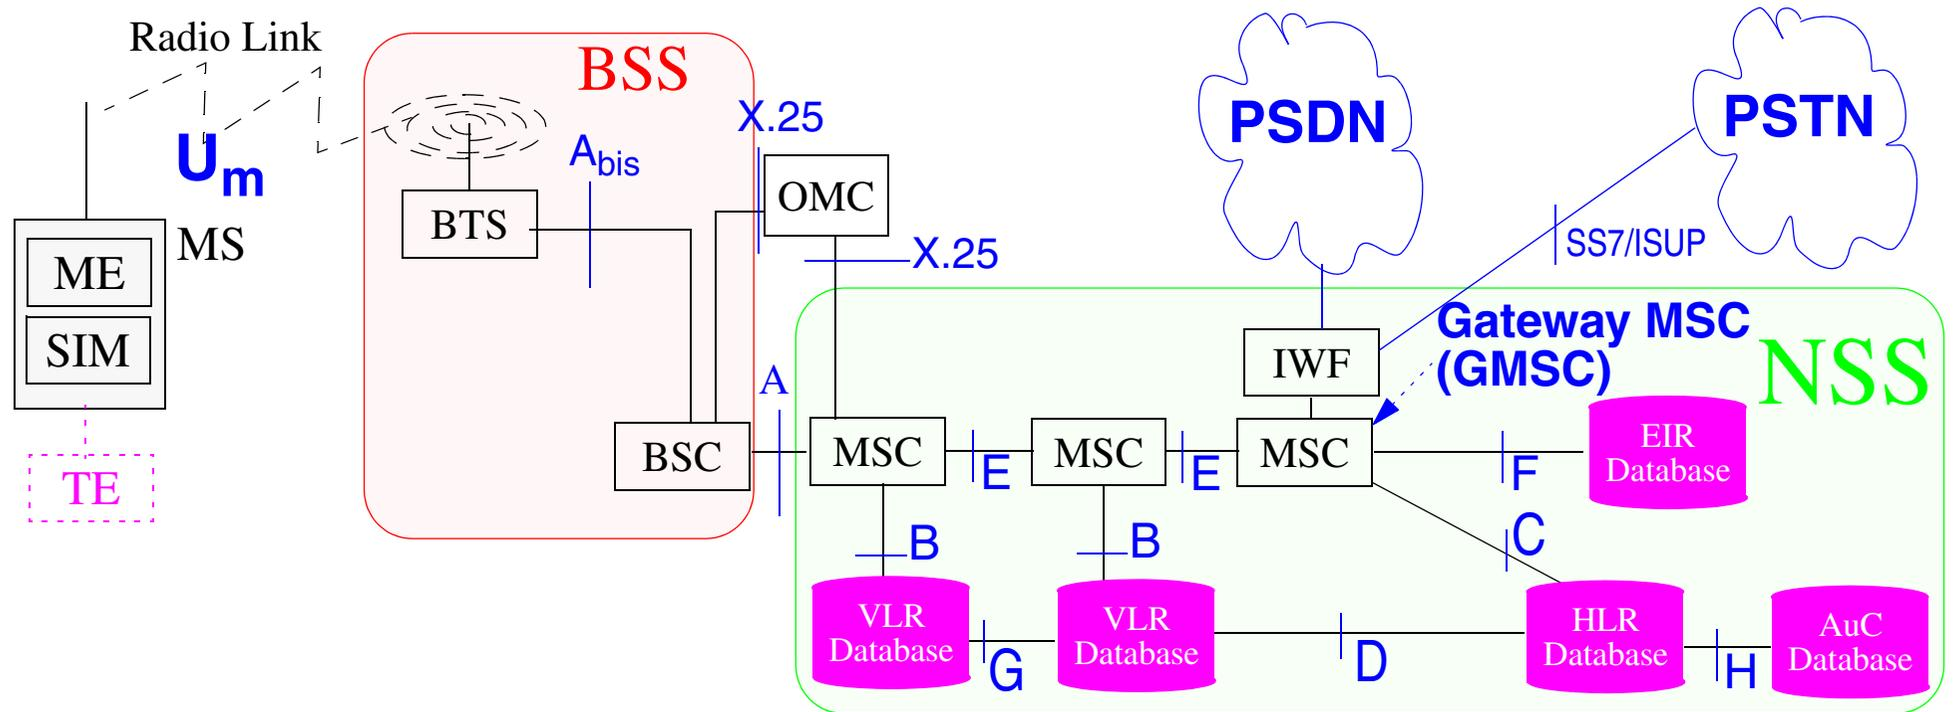 Radio Link
BSS
PSDN
PSTN
X.25
Um
Abis
OMC
BTS
MS
ME
SIM
TE
X.25
SS7/ISUP
Gateway MSC
(GMSC)
NSS
IWF
A
BSC
MSC
E
MSC
E
MSC
F
EIR
Database
C
B
B
VLR
Database
G
VLR
Database
D
HLR
Database
H
AuC
Database